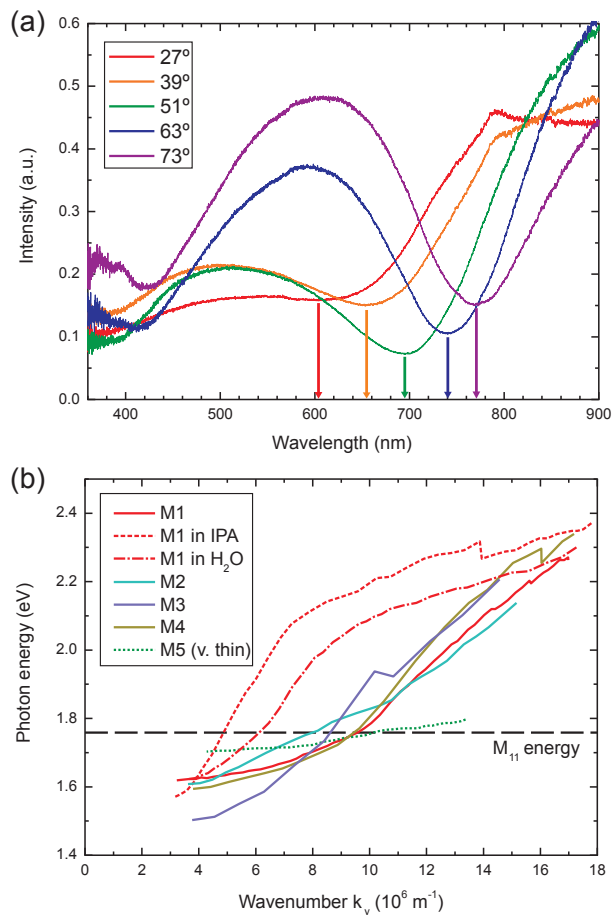 (a)
0.6
0.5
0.4
0.3
0.2
0.1
0.0
Intensity (a.u.)
27º
39º
51º
63º
73º
400 500 600 700 800 900
Wavelength (nm)
(b)
2.4
2.2
2.0
1.8
1.6
1.4
Photon energy (eV)
M1
M1 in IPA
M1 in H₂O
M2
M3
M4
M5 (v. thin)
M₁₁ energy
0 2 4 6 8 10 12 14 16 18
Wavenumber kᵥ (10⁶ m⁻¹)